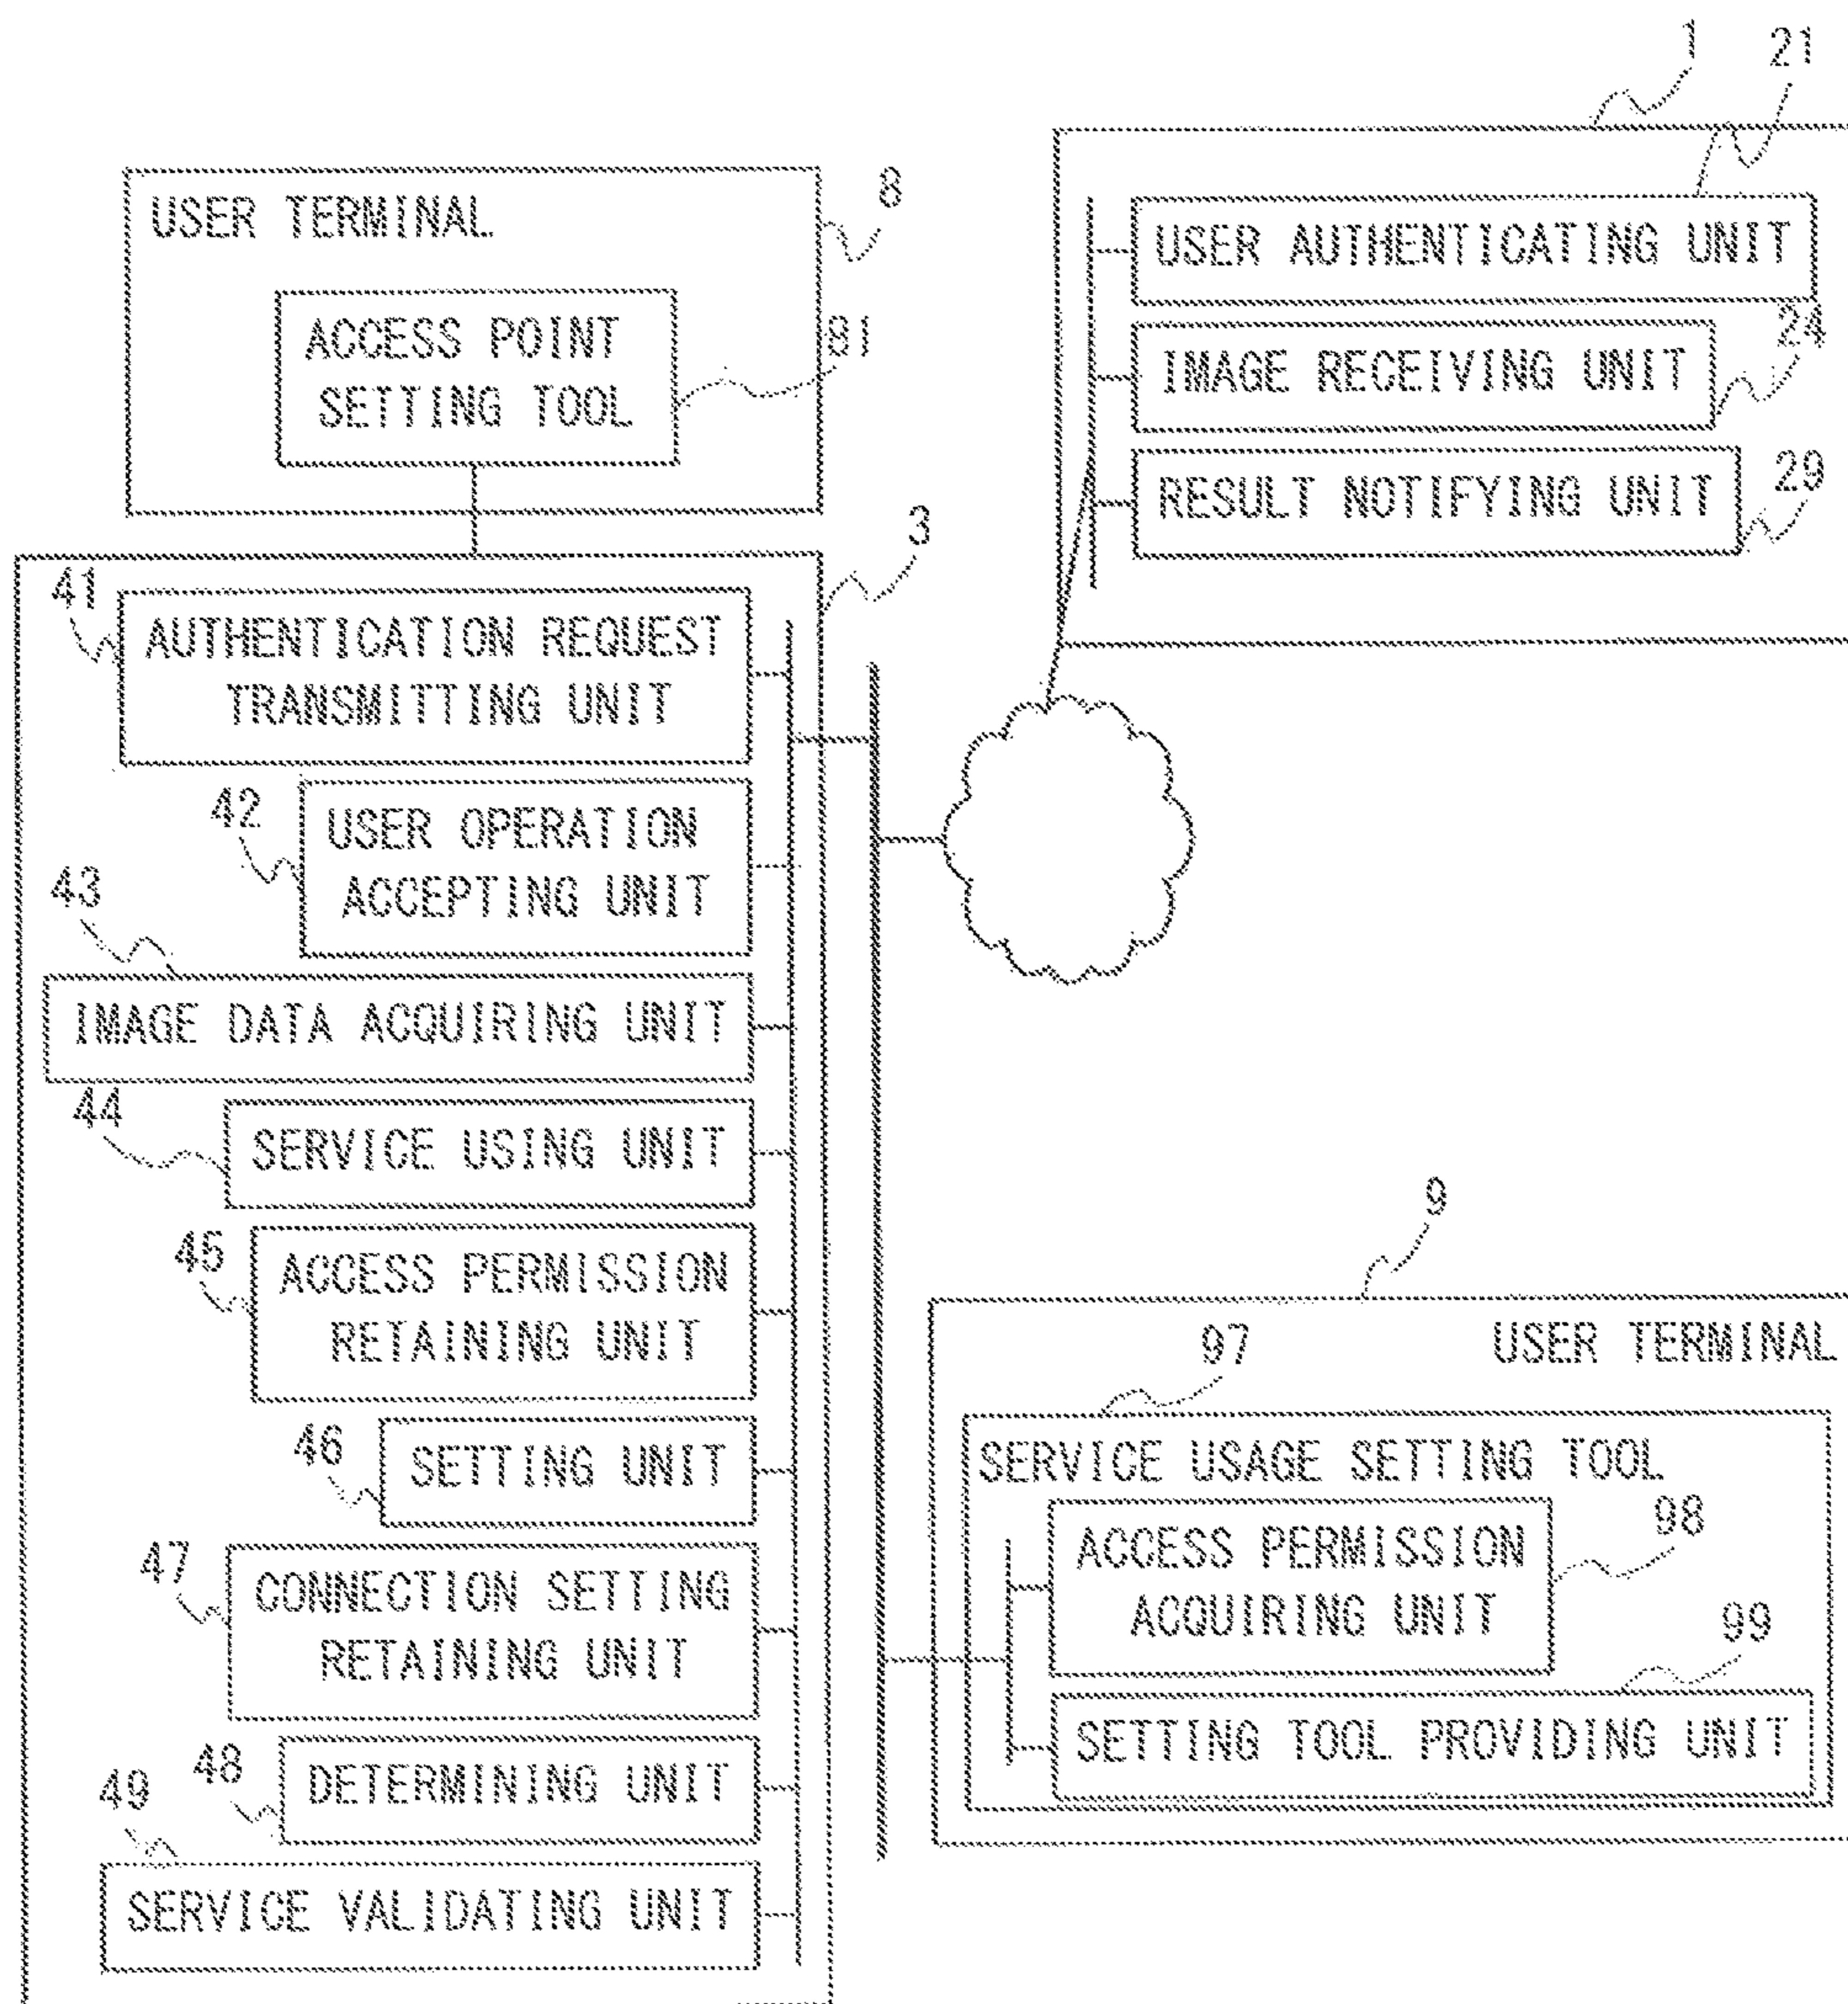 1
21
USER TERMINAL
8
USER AUTHENTICATING UNIT
ACCESS POINT
SETTING TOOL
81
24
IMAGE RECEIVING UNIT
29
RESULT NOTIFYING UNIT
3
41
AUTHENTICATION REQUEST
TRANSMITTING UNIT
42
USER OPERATION
ACCEPTING UNIT
43
IMAGE DATA ACQUIRING UNIT
44
SERVICE USING UNIT
45
ACCESS PERMISSION
RETAINING UNIT
46
SETTING UNIT
47
CONNECTION SETTING
RETAINING UNIT
48
DETERMINING UNIT
49
SERVICE VALIDATING UNIT
9
USER TERMINAL
97
SERVICE USAGE SETTING TOOL
98
ACCESS PERMISSION
ACQUIRING UNIT
99
SETTING TOOL PROVIDING UNIT